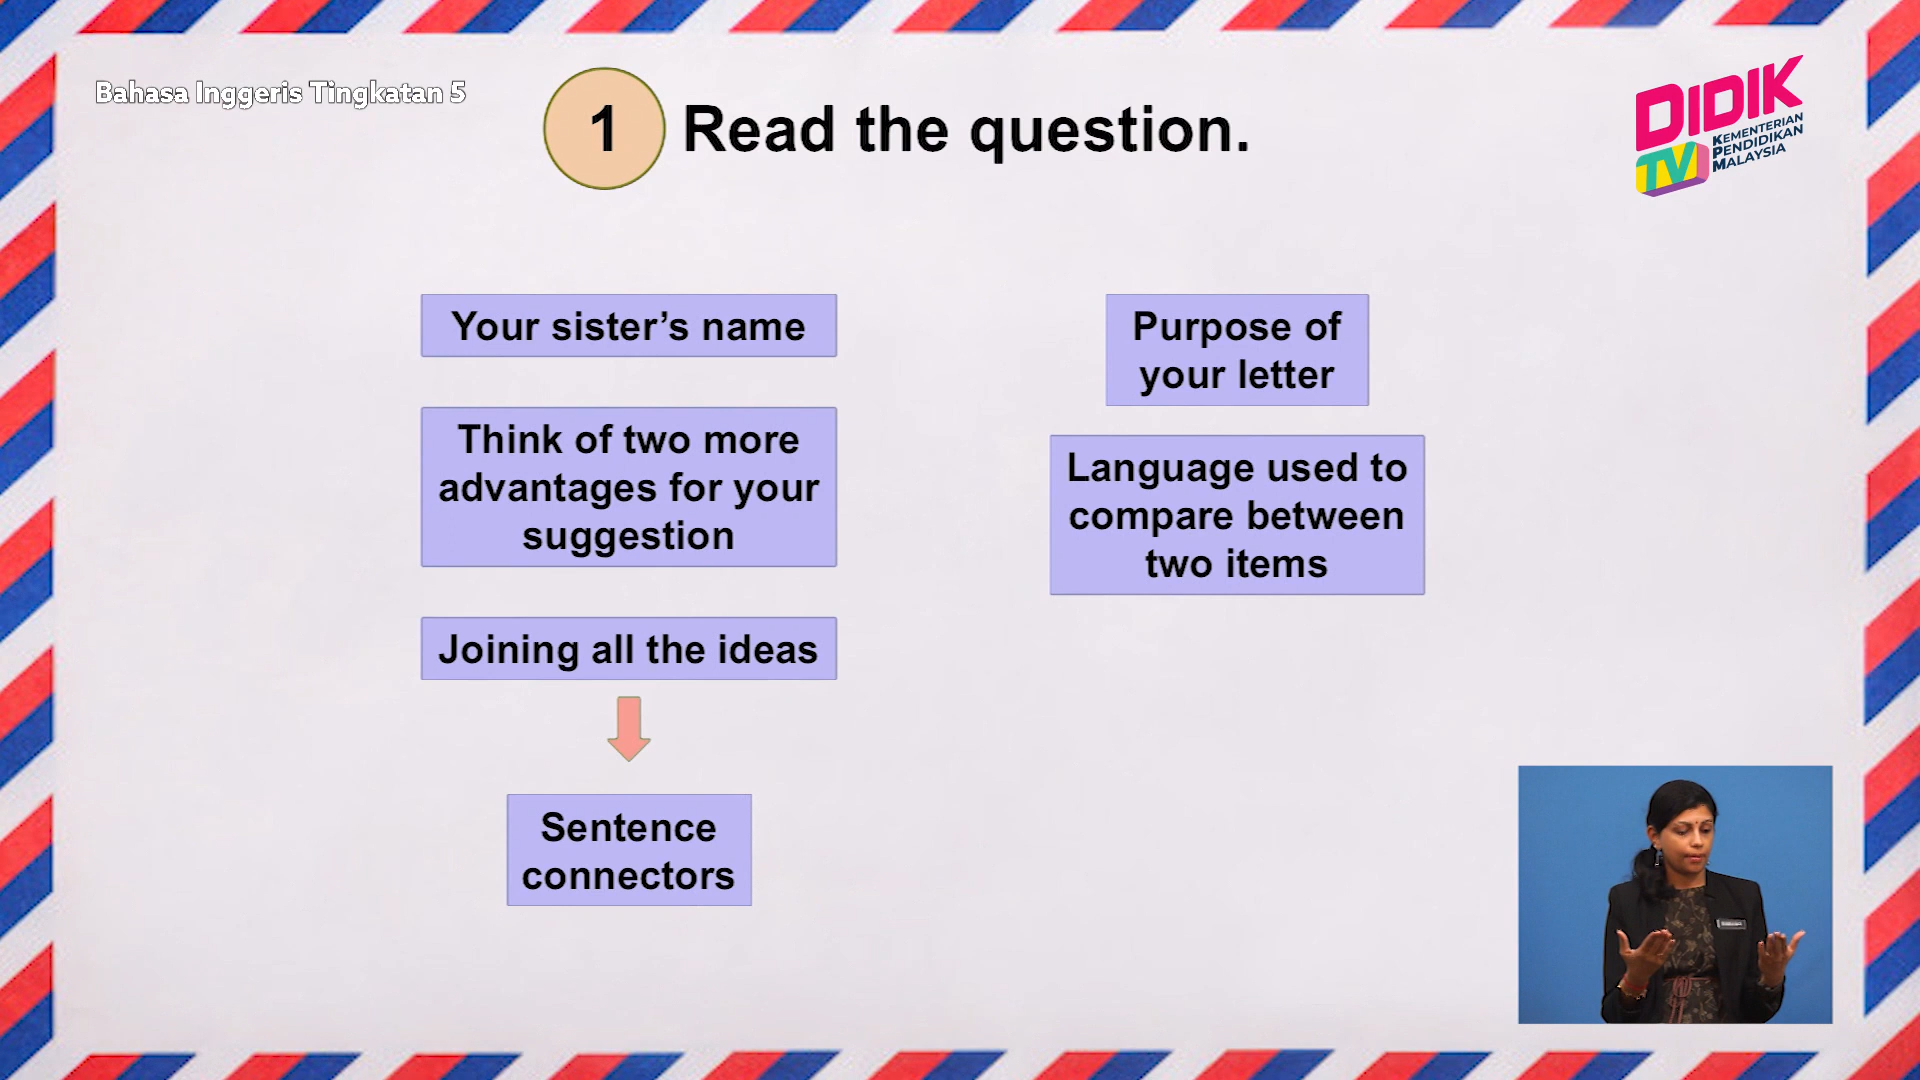 Bahasa Inggeris Tingkatan 5
1 Read the question.
DIDIK
TV
KEMENTERIAN
PENDIDIKAN
MALAYSIA
Your sister’s name
Think of two more
advantages for your
suggestion
Joining all the ideas
Sentence
connectors
Purpose of
your letter
Language used to
compare between
two items